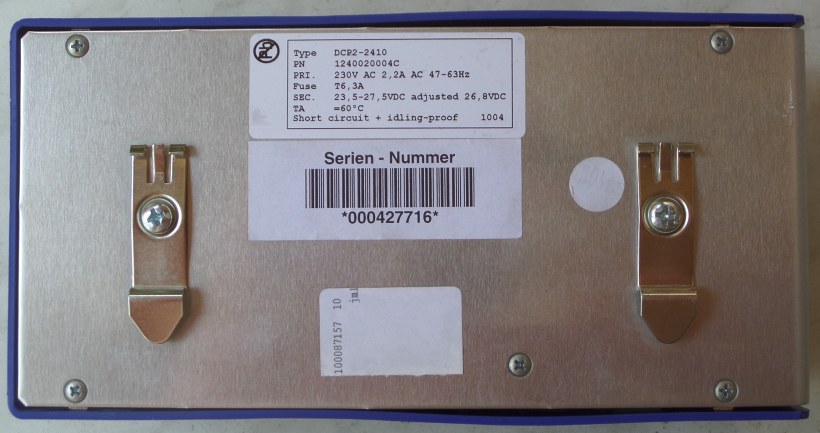 Type DCP2-2410
PN 1240020004C
PRI. 230V AC 2,2A AC 47-63Hz
Fuse T6,3A
SEC. 23,5-27,5VDC adjusted 26,8VDC
TA =60°C
Short circuit + idling-proof 1004
Serien - Nummer
*000427716*
100087157 10